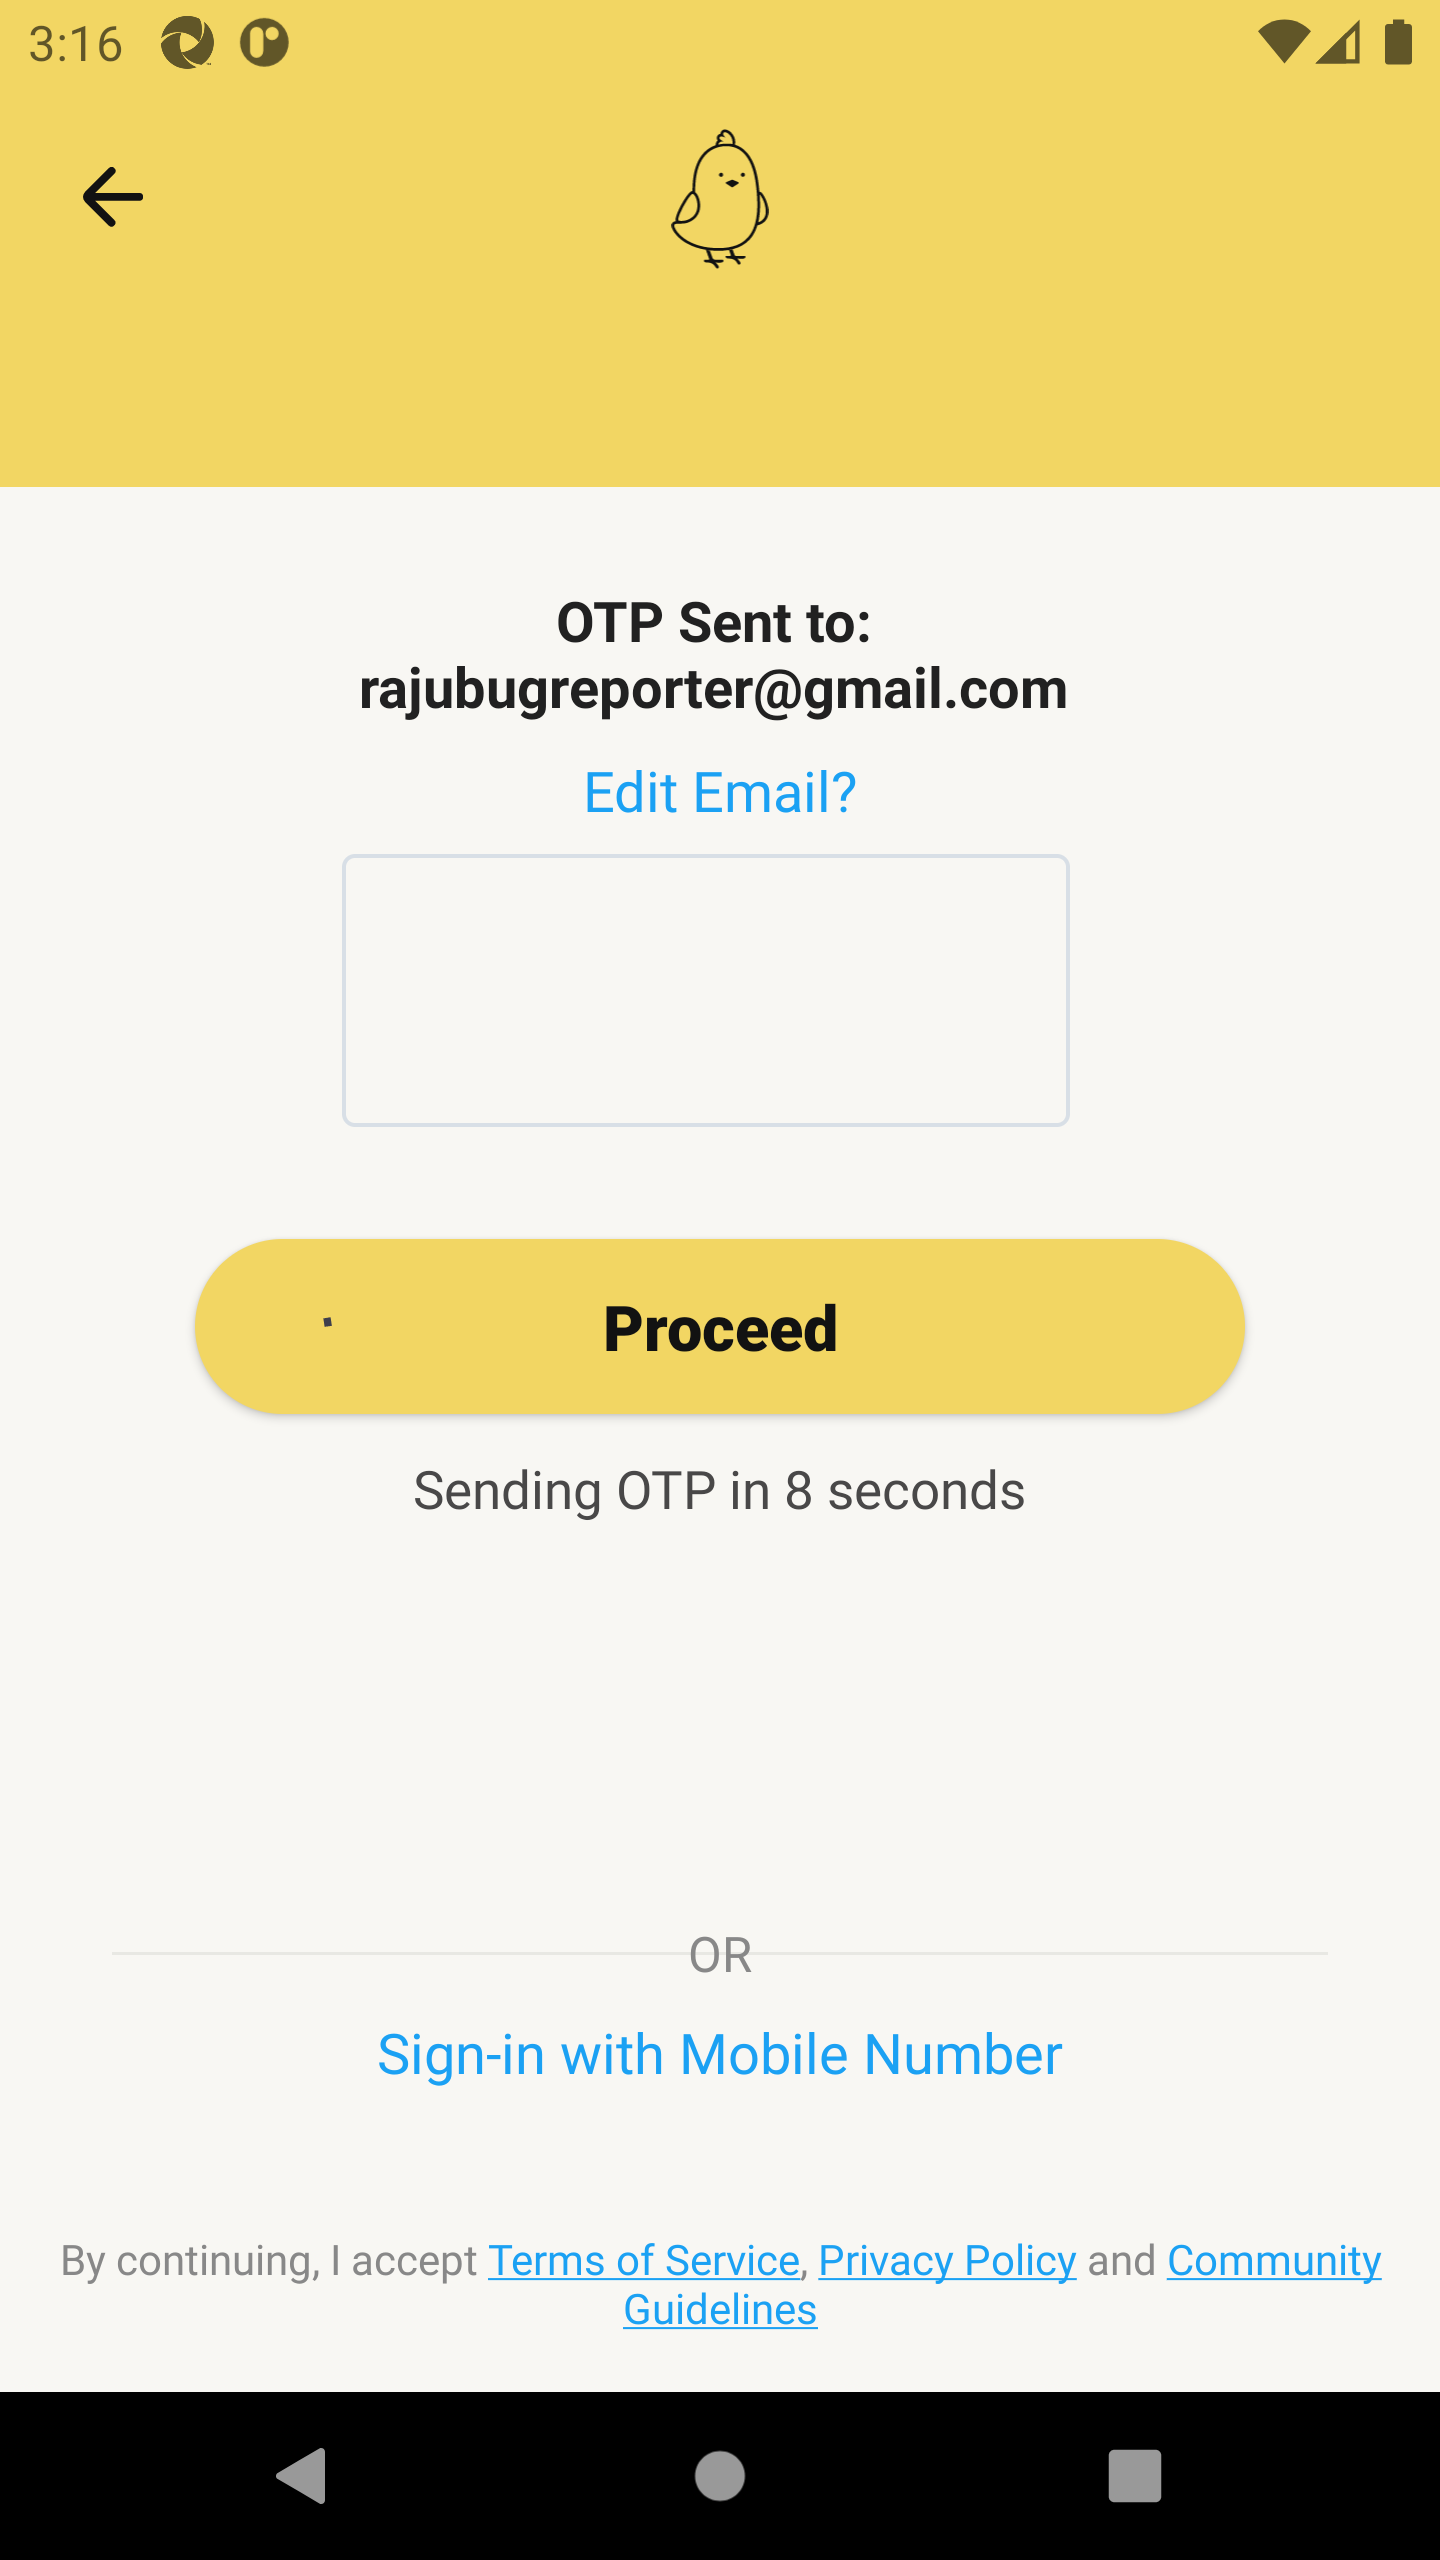 3:16
OTP Sent to:
rajubugreporter@gmail.com
Edit Email?
Proceed
Sending OTP in 8 seconds
OR
Sign-in with Mobile Number
By continuing, I accept Terms of Service, Privacy Policy and Community
Guidelines